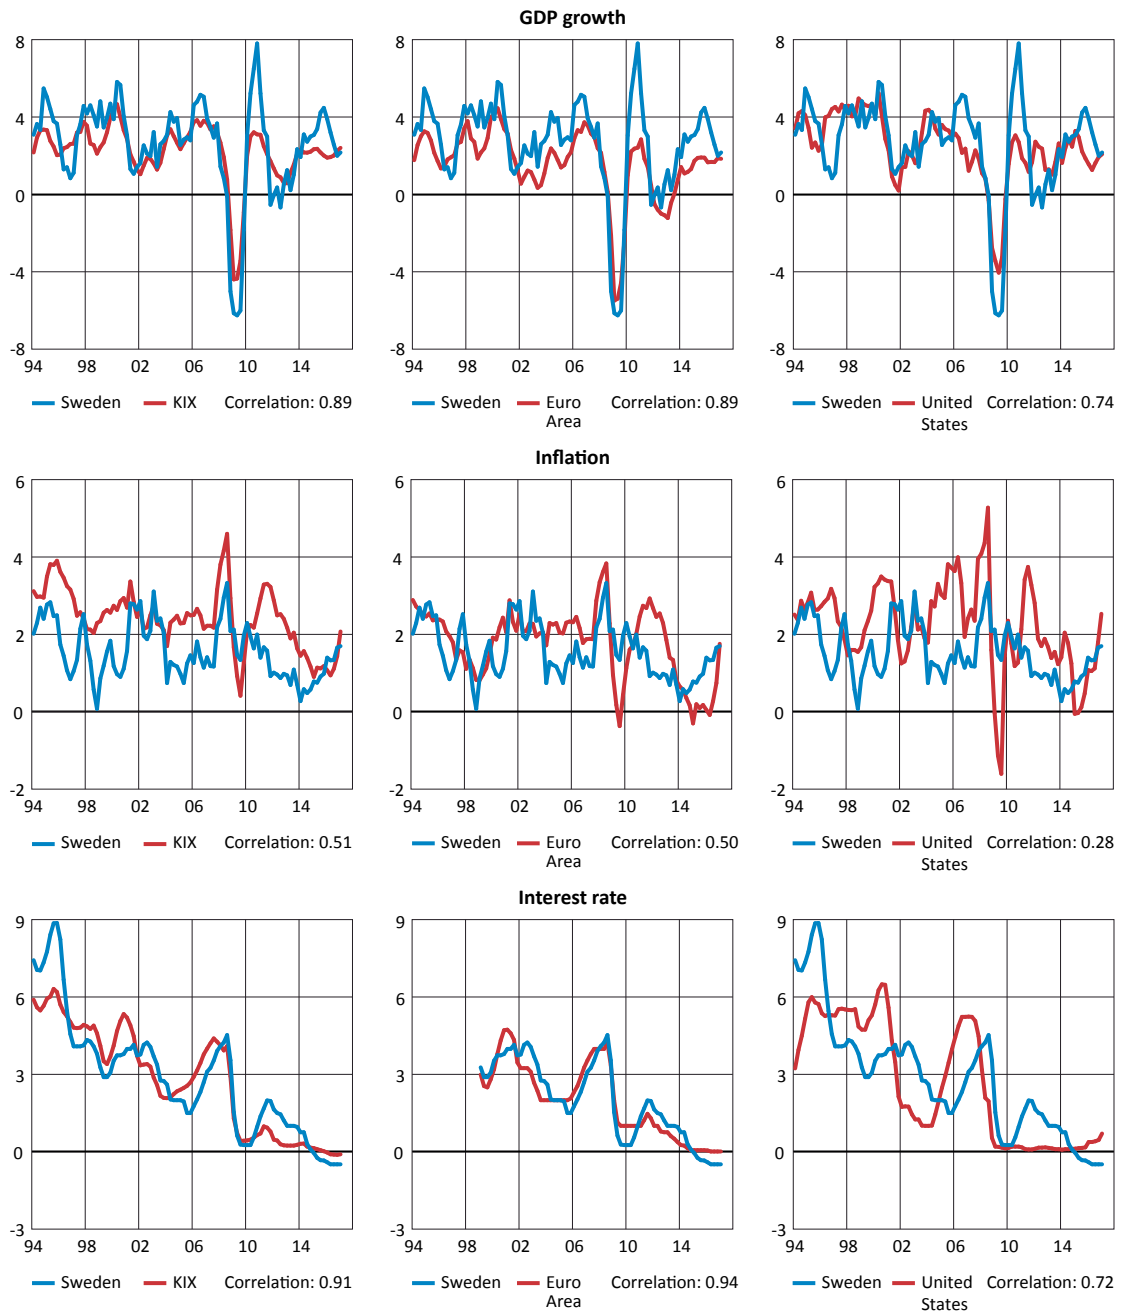 GDP growth
8
4
0
-4
-8
94 98 02 06 10 14
Sweden KIX Correlation: 0.89
8
4
0
-4
-8
94 98 02 06 10 14
Sweden Euro Area Correlation: 0.89
8
4
0
-4
-8
94 98 02 06 10 14
Sweden United States Correlation: 0.74
Inflation
6
4
2
0
-2
94 98 02 06 10 14
Sweden KIX Correlation: 0.51
6
4
2
0
-2
94 98 02 06 10 14
Sweden Euro Area Correlation: 0.50
6
4
2
0
-2
94 98 02 06 10 14
Sweden United States Correlation: 0.28
Interest rate
9
6
3
0
-3
94 98 02 06 10 14
Sweden KIX Correlation: 0.91
9
6
3
0
-3
94 98 02 06 10 14
Sweden Euro Area Correlation: 0.94
9
6
3
0
-3
94 98 02 06 10 14
Sweden United States Correlation: 0.72